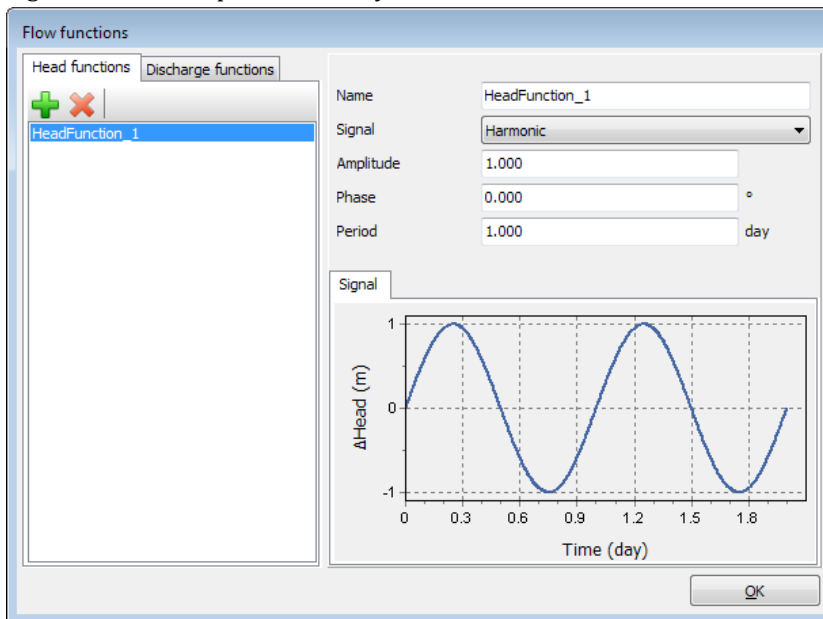 Flow functions
Head functions Discharge functions
HeadFunction_1
Name HeadFunction_1
Signal Harmonic
Amplitude 1.000
Phase 0.000 °
Period 1.000 day
Signal
ΔHead (m)
1
0
-1
0 0.3 0.6 0.9 1.2 1.5 1.8
Time (day)
OK